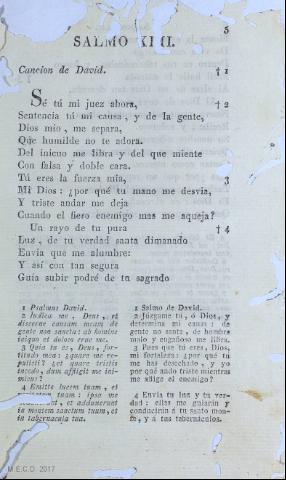 5
SALMO XLII.
Cancion de David. † 1
Sé tú mi juez ahora, † 2
Sentencia tú mi causa, y de la gente,
Dios mio, me separa,
Que humilde no te adora.
Del inicuo me libra y del que miente
Con falsa y doble cara.
Tú eres la fuerza mia, 3
Mi Dios: ¿por qué tu mano me desvia,
Y triste andar me deja
Cuando el fiero enemigo mas me aqueja?
Un rayo de tu pura † 4
Luz, de tu verdad santa dimanado
Envia que me alumbre:
Y así con tan segura
Guia subir podré de tu sagrado
1 Psalmus David.
2 Judica me, Deus, et
discerne causam meam de
gente non sancta: ab homine
iniquo et doloso erue me.
3 Quia tu es, Deus, for-
titudo mea: quare me re-
pulisti? et quare tristis
incedo, dum affligit me ini-
micus?
4 Emitte lucem tuam, et
veritatem tuam: ipsa me
et adduxerunt
in montem sanctum tuum, et
in tabernacula tua.
1 Salmo de David.
2 Júzgame tú, ó Dios, y
determina mi causa: de
gente no santa, de hombre
malo y engañoso me libra.
3 Pues que tú eres, Dios,
mi fortaleza: ¿por qué tú
me has desechado, y ya
por qué ando triste mientras
me aflige el enemigo?
4 Envia tu luz y tu ver-
dad: ellas me guiarán y
conducirán á tu santo mon-
te, y á tus tabernáculos.
M.E.C.D. 2017